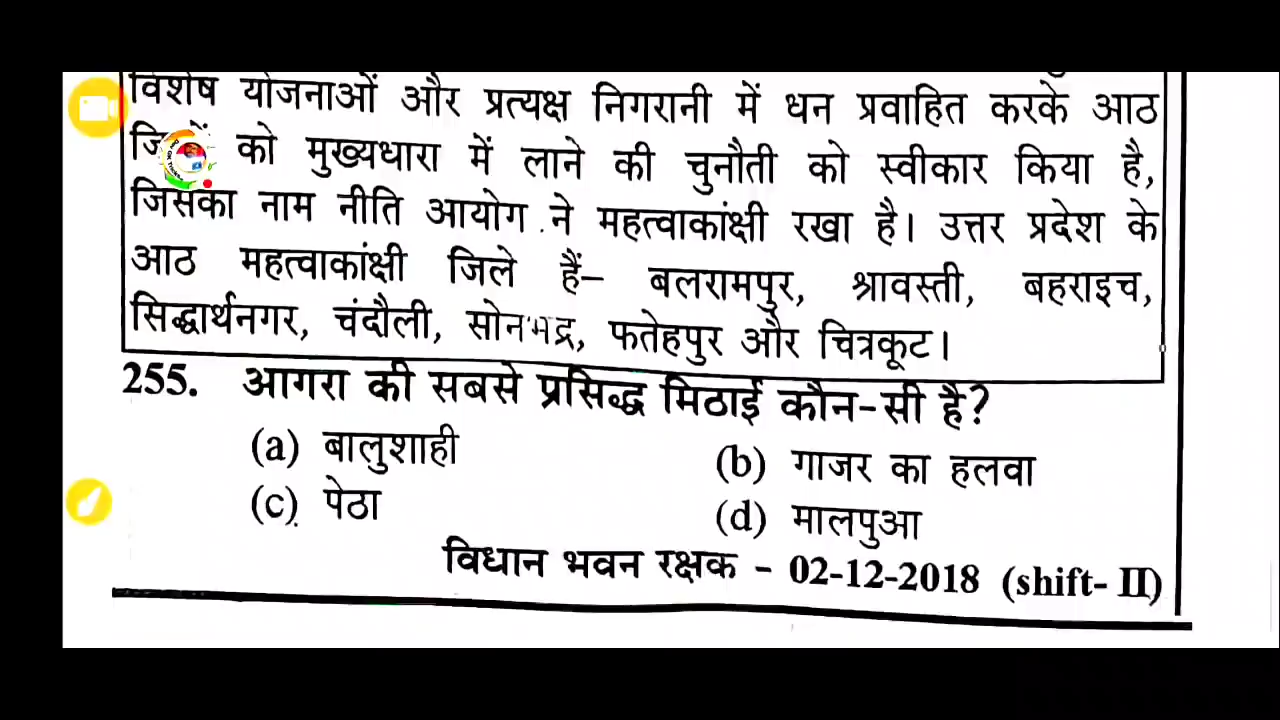 विशेष योजनाओं और प्रत्यक्ष निगरानी में धन प्रवाहित करके आठ
को मुख्यधारा में लाने की चुनौती को स्वीकार किया है,
जिसका नाम नीति आयोग ने महत्वाकांक्षी रखा है। उत्तर प्रदेश के
आठ महत्वाकांक्षी जिले हैं– बलरामपुर, श्रावस्ती, बहराइच,
सिद्धार्थनगर, चंदौली, सोनभद्र, फतेहपुर और चित्रकूट।
255. आगरा की सबसे प्रसिद्ध मिठाई कौन-सी है?
(a) बालुशाही (b) गाजर का हलवा
(c) पेठा (d) मालपुआ
विधान भवन रक्षक - 02-12-2018 (shift- II)